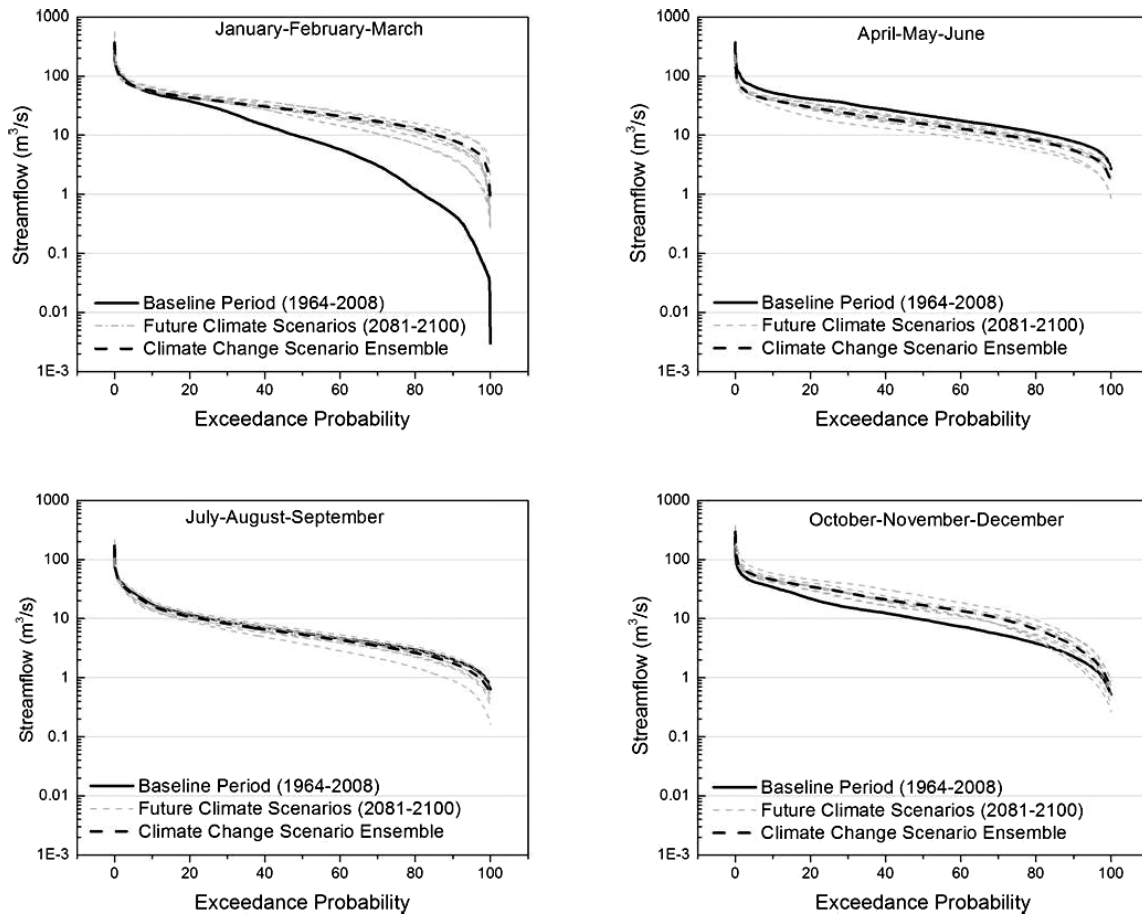 January-February-March
Streamflow (m³/s)
1000
100
10
1
0.1
0.01
1E-3
Baseline Period (1964-2008)
Future Climate Scenarios (2081-2100)
Climate Change Scenario Ensemble
0 20 40 60 80 100
Exceedance Probability
April-May-June
Streamflow (m³/s)
1000
100
10
1
0.1
0.01
1E-3
Baseline Period (1964-2008)
Future Climate Scenarios (2081-2100)
Climate Change Scenario Ensemble
0 20 40 60 80 100
Exceedance Probability
July-August-September
Streamflow (m³/s)
1000
100
10
1
0.1
0.01
1E-3
Baseline Period (1964-2008)
Future Climate Scenarios (2081-2100)
Climate Change Scenario Ensemble
0 20 40 60 80 100
Exceedance Probability
October-November-December
Streamflow (m³/s)
1000
100
10
1
0.1
0.01
1E-3
Baseline Period (1964-2008)
Future Climate Scenarios (2081-2100)
Climate Change Scenario Ensemble
0 20 40 60 80 100
Exceedance Probability